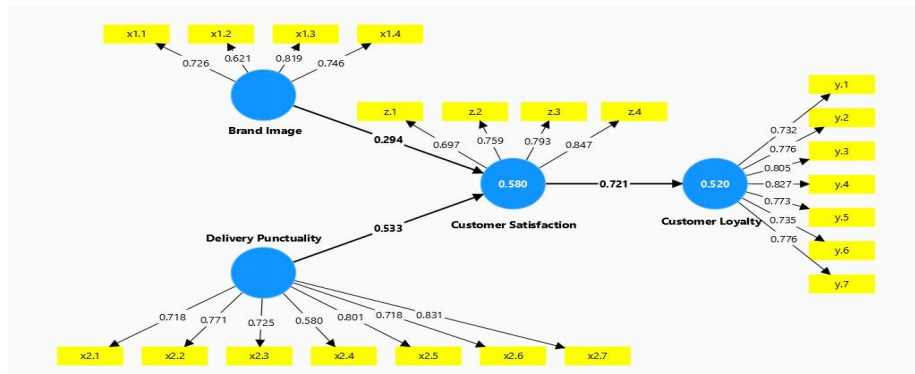 x1.1 x1.2 x1.3 x1.4
0.726 0.621 0.819 0.746
Brand Image
z.1 z.2 z.3 z.4
0.697 0.759 0.793 0.847
0.294
0.580
Customer Satisfaction
0.721
0.520
Customer Loyalty
y.1
y.2
y.3
y.4
y.5
y.6
y.7
0.732
0.776
0.805
0.827
0.773
0.735
0.776
0.533
Delivery Punctuality
0.718 0.771 0.725 0.580 0.801 0.718 0.831
x2.1 x2.2 x2.3 x2.4 x2.5 x2.6 x2.7